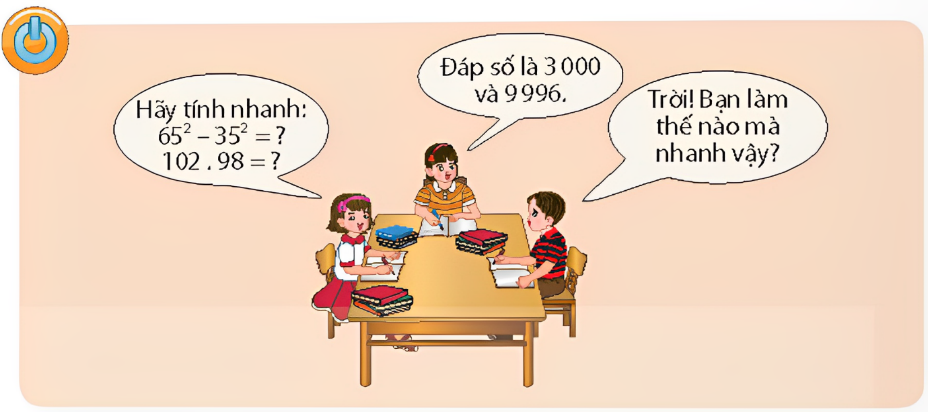 Hãy tính nhanh:
65² – 35² = ?
102 . 98 = ?
Đáp số là 3 000
và 9 996.
Trời! Bạn làm
thế nào mà
nhanh vậy?